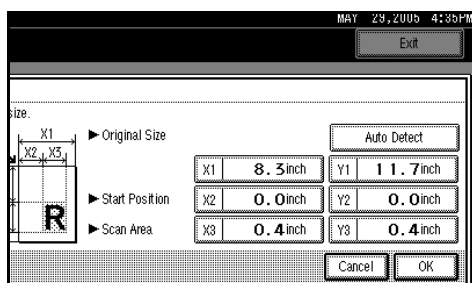 MAY 29,2005 4:35PM
Exit
size.
X1
▶ Original Size
Auto Detect
X2 X3
X1 8.3inch Y1 11.7inch
▶ Start Position X2 0.0inch Y2 0.0inch
R
▶ Scan Area X3 0.4inch Y3 0.4inch
Cancel OK